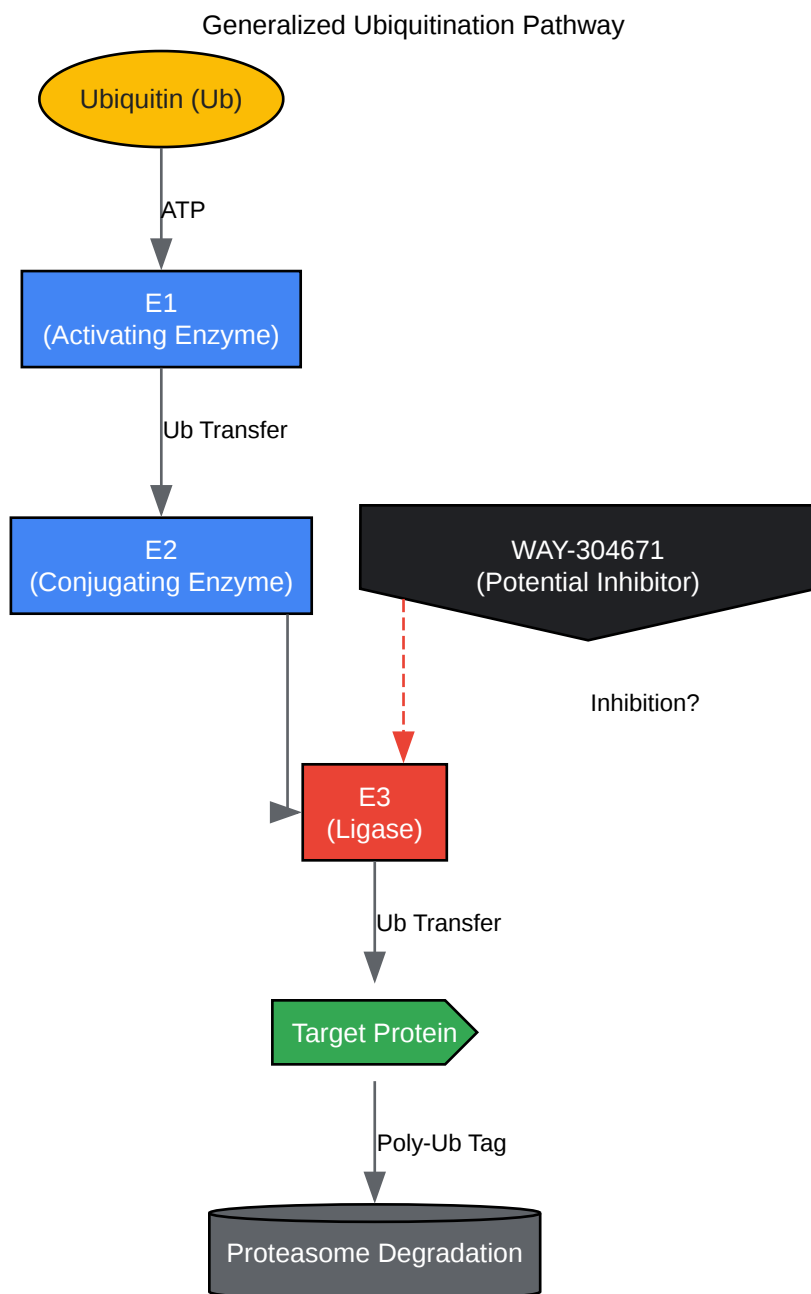 Generalized Ubiquitination Pathway
Ubiquitin (Ub)
ATP
E1
(Activating Enzyme)
Ub Transfer
E2
(Conjugating Enzyme)
WAY-304671
(Potential Inhibitor)
Inhibition?
E3
(Ligase)
Ub Transfer
Target Protein
Poly-Ub Tag
Proteasome Degradation